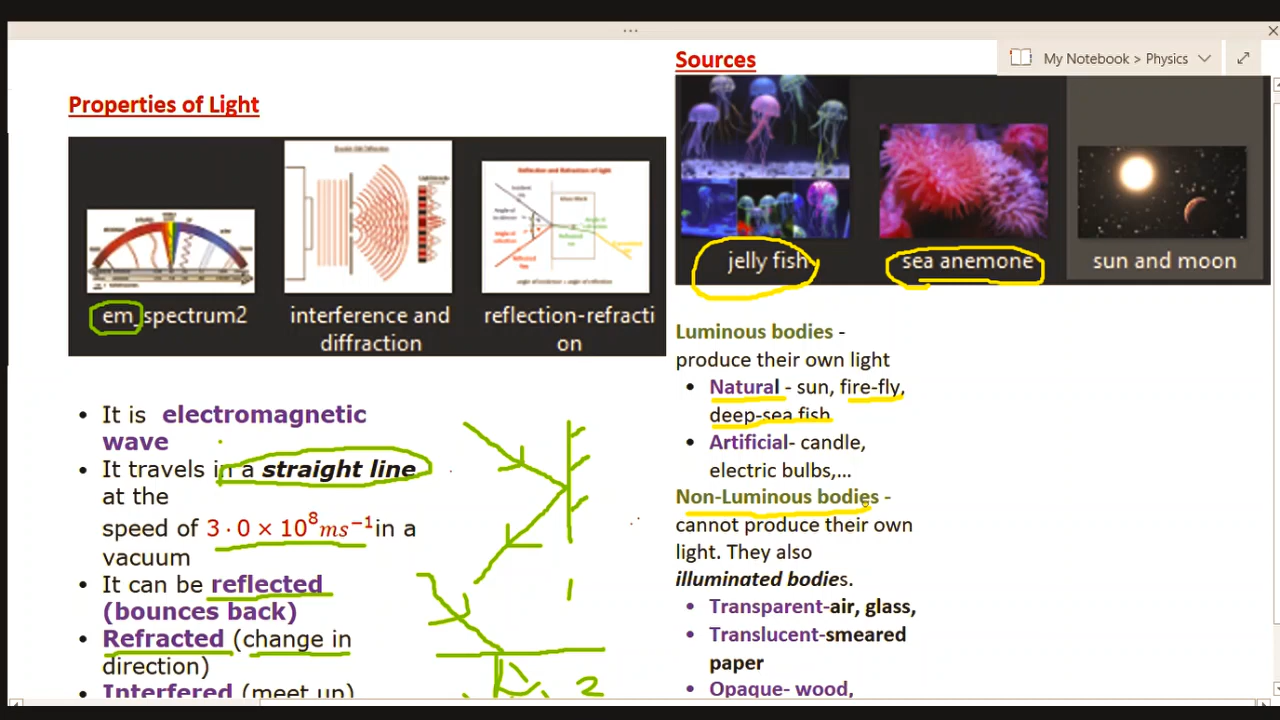 My Notebook > Physics
Properties of Light
em_spectrum2
interference and
diffraction
reflection-refracti
on
• It is electromagnetic
wave
• It travels in a straight line
at the
speed of 3·0 × 10⁸ms⁻¹in a
vacuum
• It can be reflected
(bounces back)
• Refracted (change in
direction)
• Interfered (meet up)
2
Sources
jelly fish
sea anemone
sun and moon
Luminous bodies -
produce their own light
• Natural - sun, fire-fly,
deep-sea fish
• Artificial- candle,
electric bulbs,...
Non-Luminous bodies -
cannot produce their own
light. They also
illuminated bodies.
• Transparent-air, glass,
• Translucent-smeared
paper
• Opaque- wood,